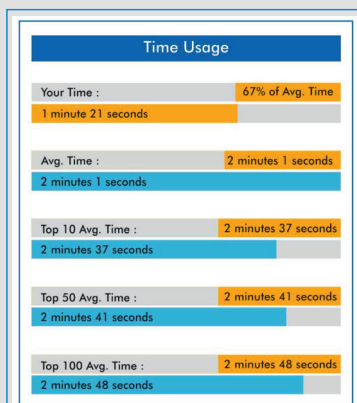 Time Usage
Your Time : 67% of Avg. Time
1 minute 21 seconds
Avg. Time : 2 minutes 1 seconds
2 minutes 1 seconds
Top 10 Avg. Time : 2 minutes 37 seconds
2 minutes 37 seconds
Top 50 Avg. Time : 2 minutes 41 seconds
2 minutes 41 seconds
Top 100 Avg. Time : 2 minutes 48 seconds
2 minutes 48 seconds